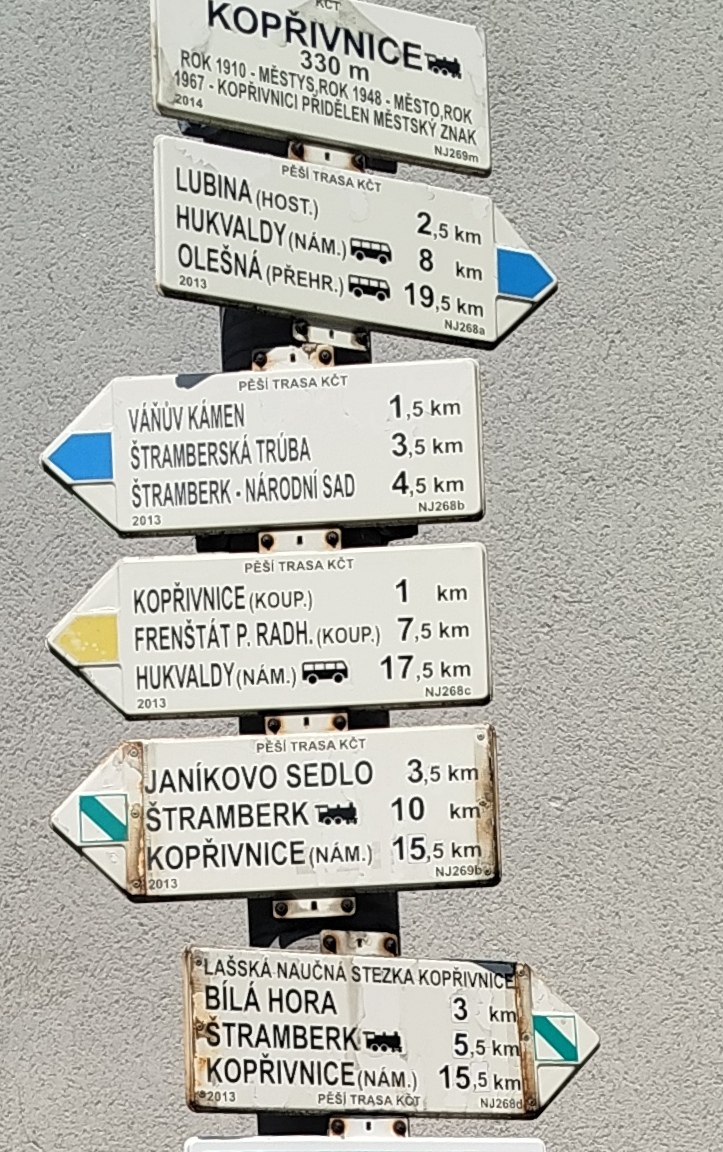 KČT
KOPŘIVNICE
330 m
ROK 1910 - MĚSTYS,ROK 1948 - MĚSTO,ROK
1967 - KOPŘIVNICI PŘIDĚLEN MĚSTSKÝ ZNAK
2014 NJ269m
PĚŠÍ TRASA KČT
LUBINA (HOST.) 2,5 km
HUKVALDY (NÁM.) 8 km
OLEŠNÁ (PŘEHR.) 19,5 km
2013 NJ268a
PĚŠÍ TRASA KČT
VÁŇŮV KÁMEN 1,5 km
ŠTRAMBERSKÁ TRÚBA 3,5 km
ŠTRAMBERK - NÁRODNÍ SAD 4,5 km
2013 NJ268b
PĚŠÍ TRASA KČT
KOPŘIVNICE (KOUP.) 1 km
FRENŠTÁT P. RADH. (KOUP.) 7,5 km
HUKVALDY (NÁM.) 17,5 km
2013 NJ268c
PĚŠÍ TRASA KČT
JANÍKOVO SEDLO 3,5 km
ŠTRAMBERK 10 km
KOPŘIVNICE (NÁM.) 15,5 km
2013 NJ269b
LAŠSKÁ NAUČNÁ STEZKA KOPŘIVNICE
BÍLÁ HORA 3 km
ŠTRAMBERK 5,5 km
KOPŘIVNICE (NÁM.) 15,5 km
2013 PĚŠÍ TRASA KČT NJ268d